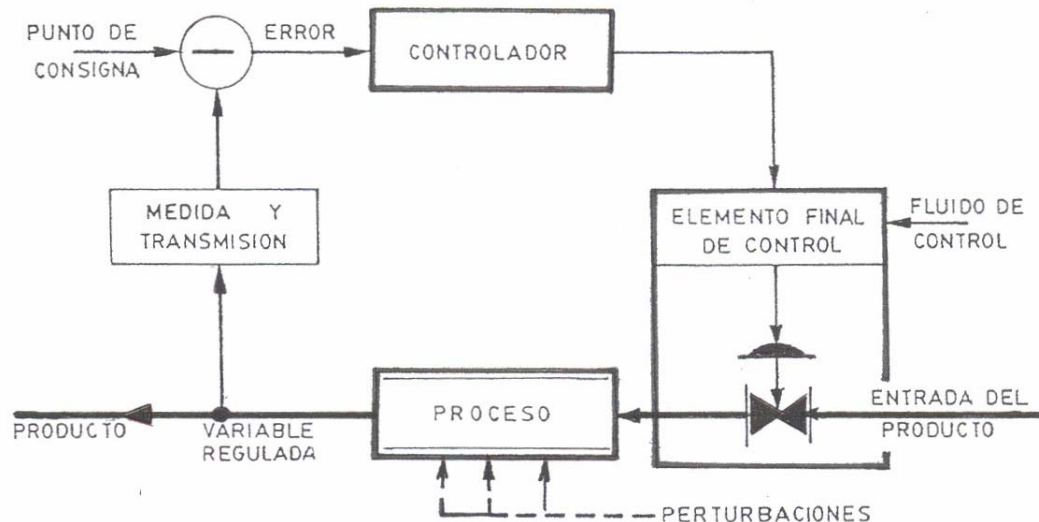 PUNTO DE
CONSIGNA
ERROR
CONTROLADOR
MEDIDA Y
TRANSMISION
ELEMENTO FINAL
DE CONTROL
FLUIDO DE
CONTROL
PRODUCTO
VARIABLE
REGULADA
PROCESO
ENTRADA DEL
PRODUCTO
PERTURBACIONES